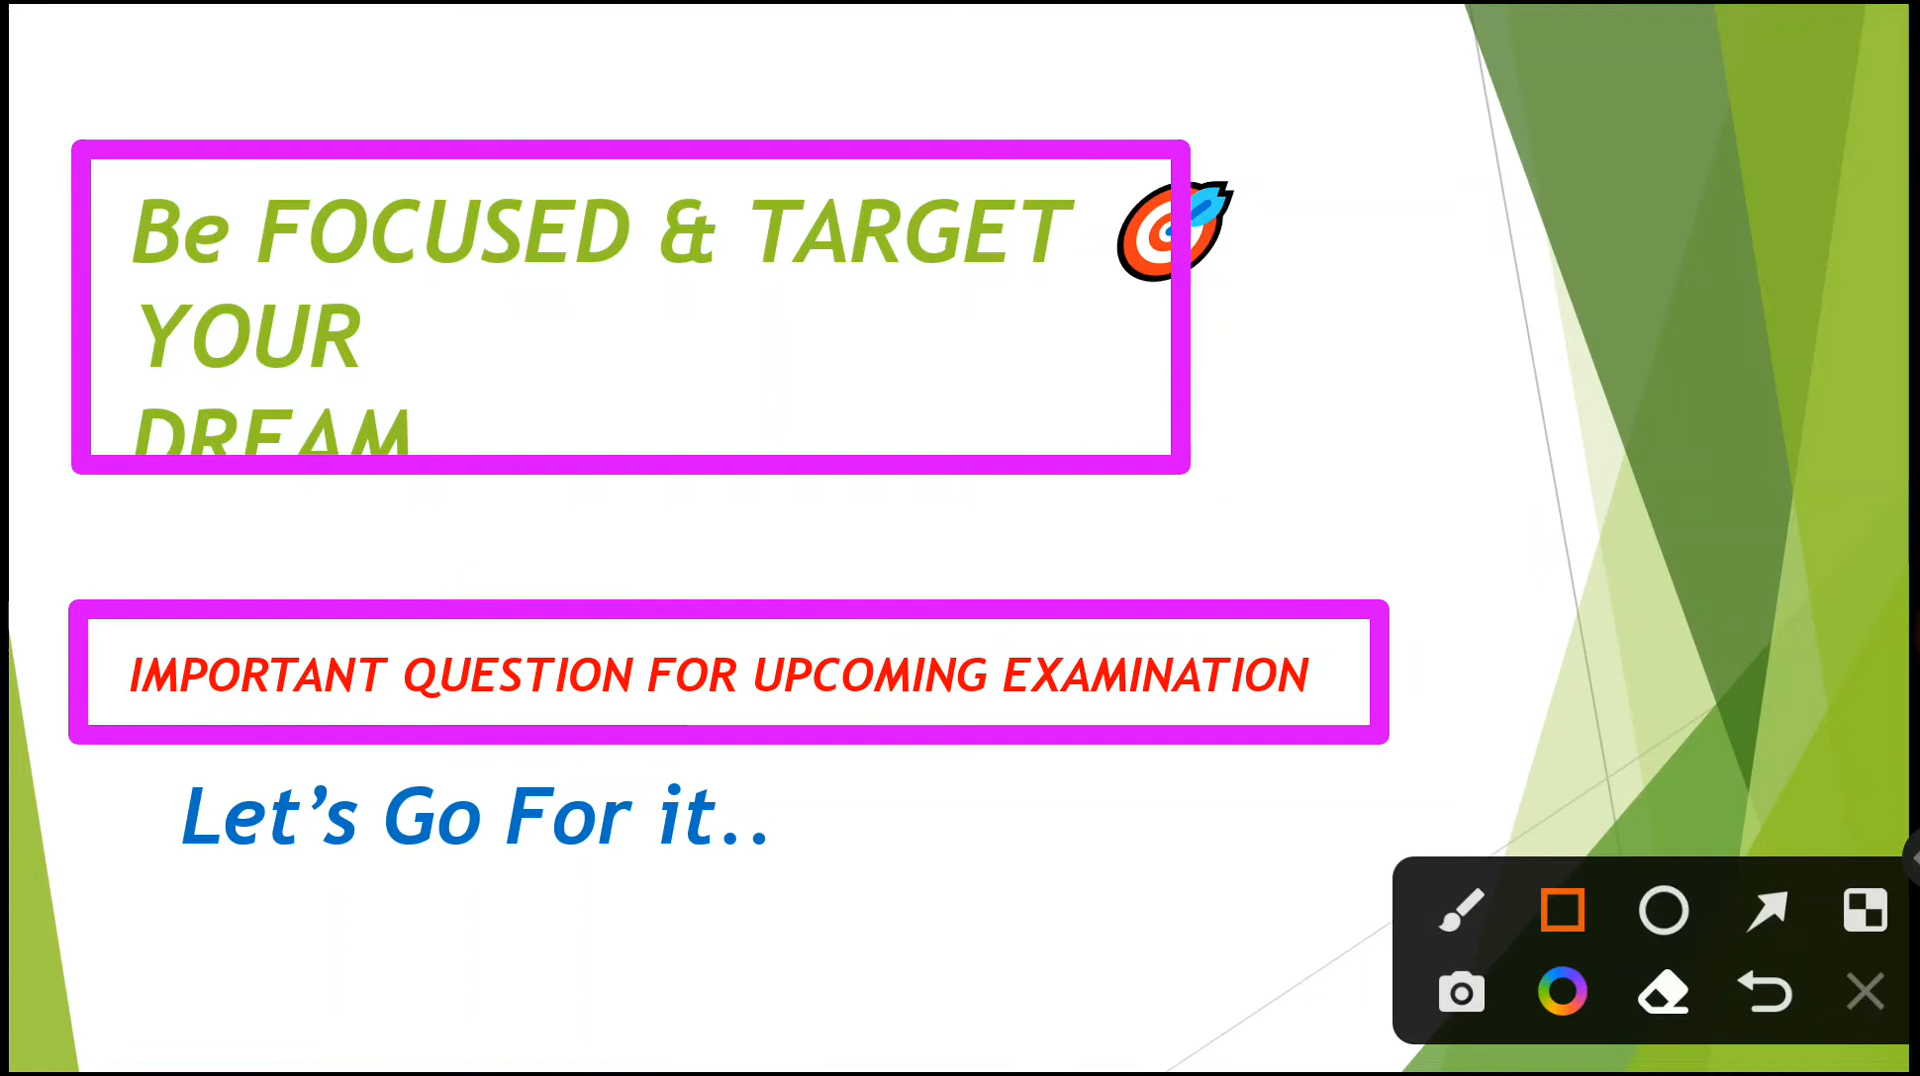 Be FOCUSED & TARGET
YOUR
DREAM
IMPORTANT QUESTION FOR UPCOMING EXAMINATION
Let’s Go For it..